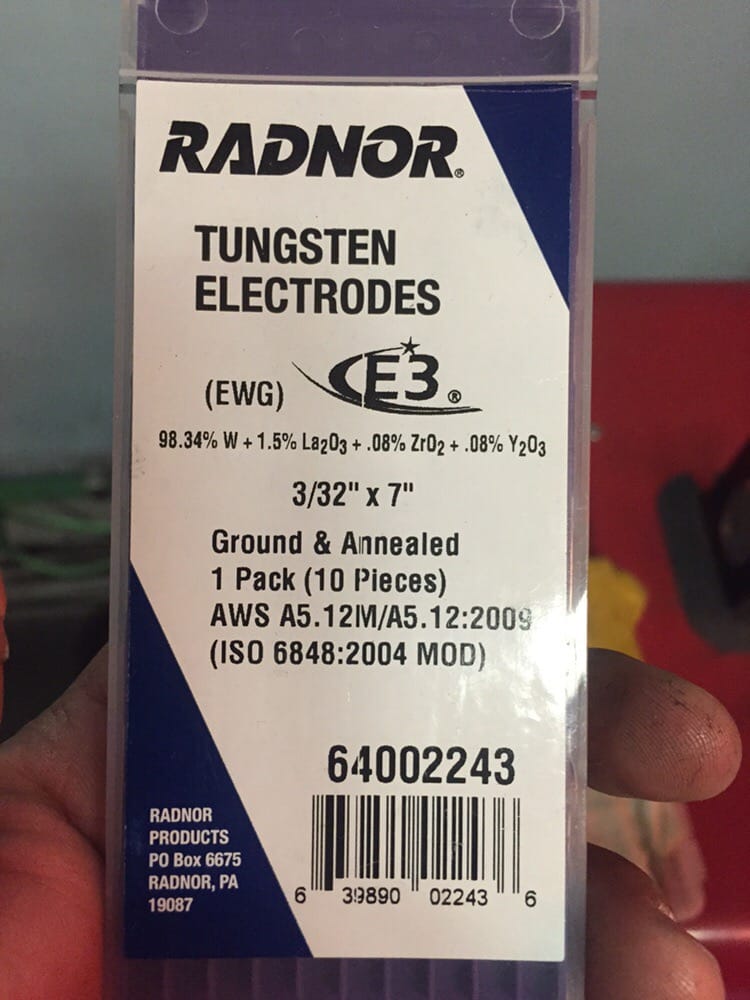 RADNOR®
TUNGSTEN
ELECTRODES
(EWG) E3®
98.34% W + 1.5% La₂O₃ + .08% ZrO₂ + .08% Y₂O₃
3/32" x 7"
Ground & Annealed
1 Pack (10 Pieces)
AWS A5.12M/A5.12:2009
(ISO 6848:2004 MOD)
64002243
RADNOR
PRODUCTS
PO Box 6675
RADNOR, PA
19087
6 39890 02243 6